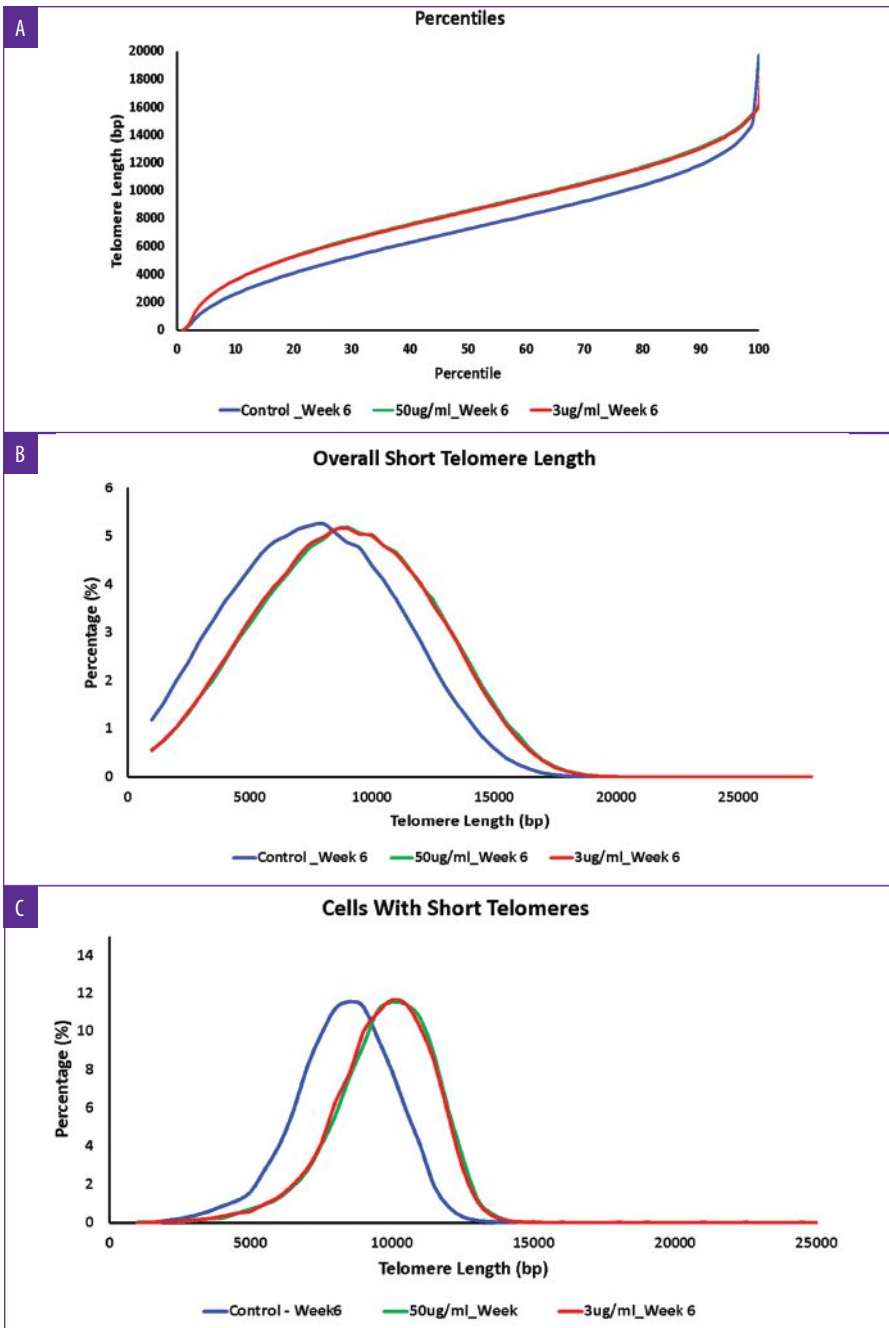 A
Percentiles
Telomere Length (bp)
20000
18000
16000
14000
12000
10000
8000
6000
4000
2000
0
0 10 20 30 40 50 60 70 80 90 100
Percentile
Control _Week 6 50ug/ml_Week 6 3ug/ml_Week 6
B
Overall Short Telomere Length
Percentage (%)
6
5
4
3
2
1
0
0 5000 10000 15000 20000 25000
Telomere Length (bp)
Control _Week 6 50ug/ml_Week 6 3ug/ml_Week 6
C
Cells With Short Telomeres
Percentage (%)
14
12
10
8
6
4
2
0
0 5000 10000 15000 20000 25000
Telomere Length (bp)
Control - Week6 50ug/ml_Week 3ug/ml_Week 6